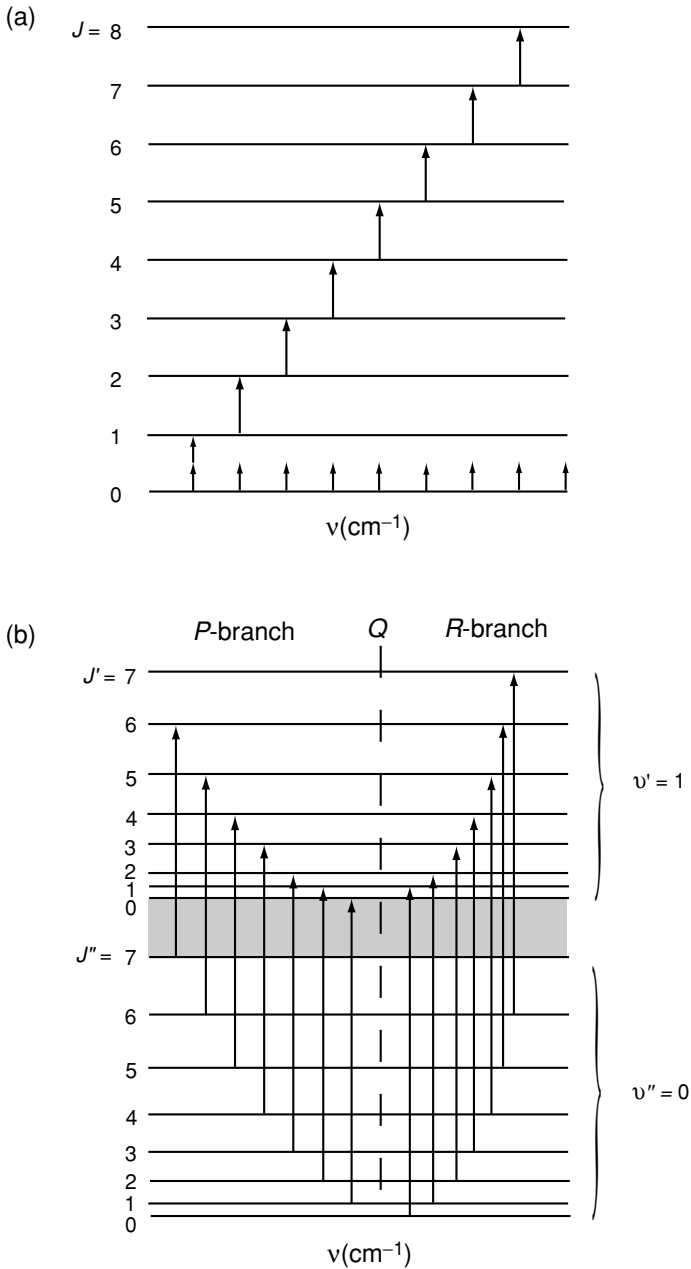 (a)
J = 8
7
6
5
4
3
2
1
0
ν(cm⁻¹)
(b)
P-branch Q R-branch
J′ = 7
6
5
4
3
2
1
0
υ′ = 1
J″ = 7
6
5
4
3
2
1
0
υ″ = 0
ν(cm⁻¹)